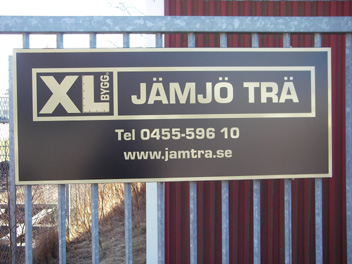 XL BYGG JÄMJÖ TRÄ
Tel 0455-596 10
www.jamtra.se